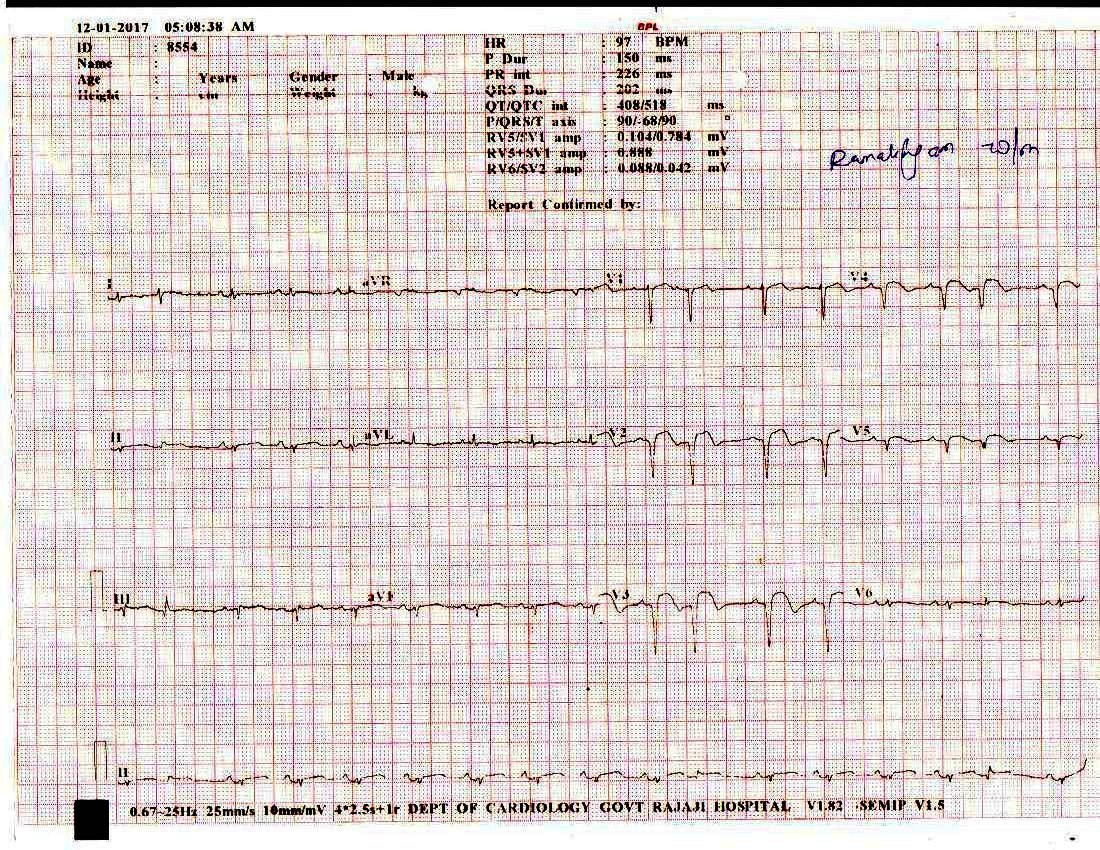 12-01-2017 05:08:38 AM
BPL
ID : 8554
Name :
Age : Years Gender : Male
Height : cm Weight : kg
HR : 97 BPM
P Dur : 150 ms
PR int : 226 ms
QRS Dur : 202 ms
QT/QTC int : 408/518 ms
P/QRS/T axis : 90/-68/90 °
RV5/SV1 amp : 0.104/0.784 mV
RV5+SV1 amp : 0.888 mV
RV6/SV2 amp : 0.088/0.042 mV
Report Confirmed by:
I aVR V1 V4
II aVL V2 V5
III aVF V3 V6
II
0.67~25Hz 25mm/s 10mm/mV 4*2.5s+1r DEPT OF CARDIOLOGY GOVT RAJAJI HOSPITAL V1.82 SEMIP V1.5